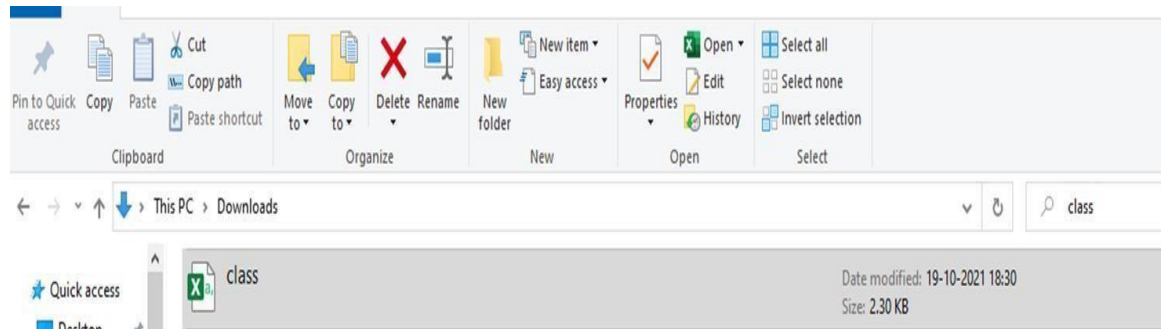 Pin to Quick access
Copy
Paste
Cut
Copy path
Paste shortcut
Clipboard
Move to
Copy to
Delete
Rename
Organize
New folder
New item
Easy access
New
Properties
Open
Edit
History
Open
Select all
Select none
Invert selection
Select
This PC > Downloads
class
Quick access
Desktop
class
Date modified: 19-10-2021 18:30
Size: 2.30 KB